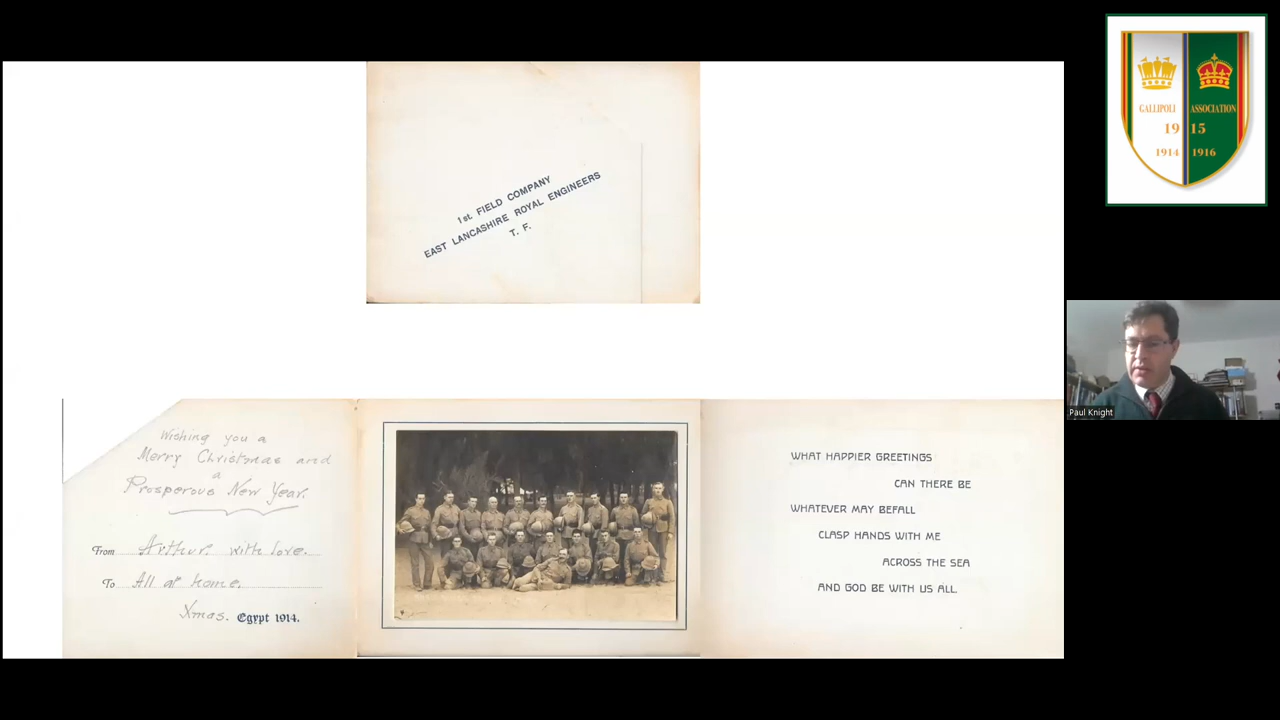 1st. FIELD COMPANY
EAST LANCASHIRE ROYAL ENGINEERS
T. F.
Wishing you a
Merry Christmas and
a
Prosperous New Year.
From Arthur with love.
To All at home.
Xmas. Egypt 1914.
WHAT HAPPIER GREETINGS
CAN THERE BE
WHATEVER MAY BEFALL
CLASP HANDS WITH ME
ACROSS THE SEA
AND GOD BE WITH US ALL.
GALLIPOLI ASSOCIATION
19 15
1914 1916
Paul Knight